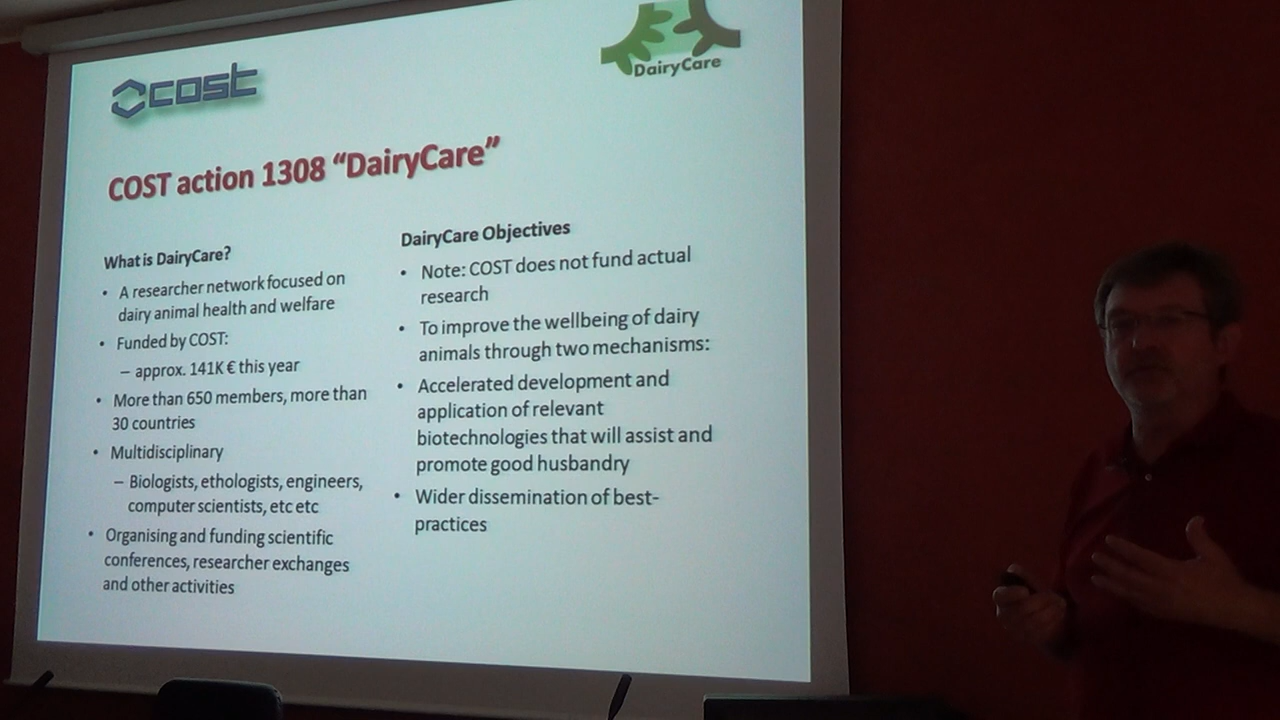 cost
DairyCare
COST action 1308 “DairyCare”
What is DairyCare?
• A researcher network focused on
dairy animal health and welfare
• Funded by COST:
– approx. 141K € this year
• More than 650 members, more than
30 countries
• Multidisciplinary
– Biologists, ethologists, engineers,
computer scientists, etc etc
• Organising and funding scientific
conferences, researcher exchanges
and other activities
DairyCare Objectives
• Note: COST does not fund actual
research
• To improve the wellbeing of dairy
animals through two mechanisms:
• Accelerated development and
application of relevant
biotechnologies that will assist and
promote good husbandry
• Wider dissemination of best-
practices